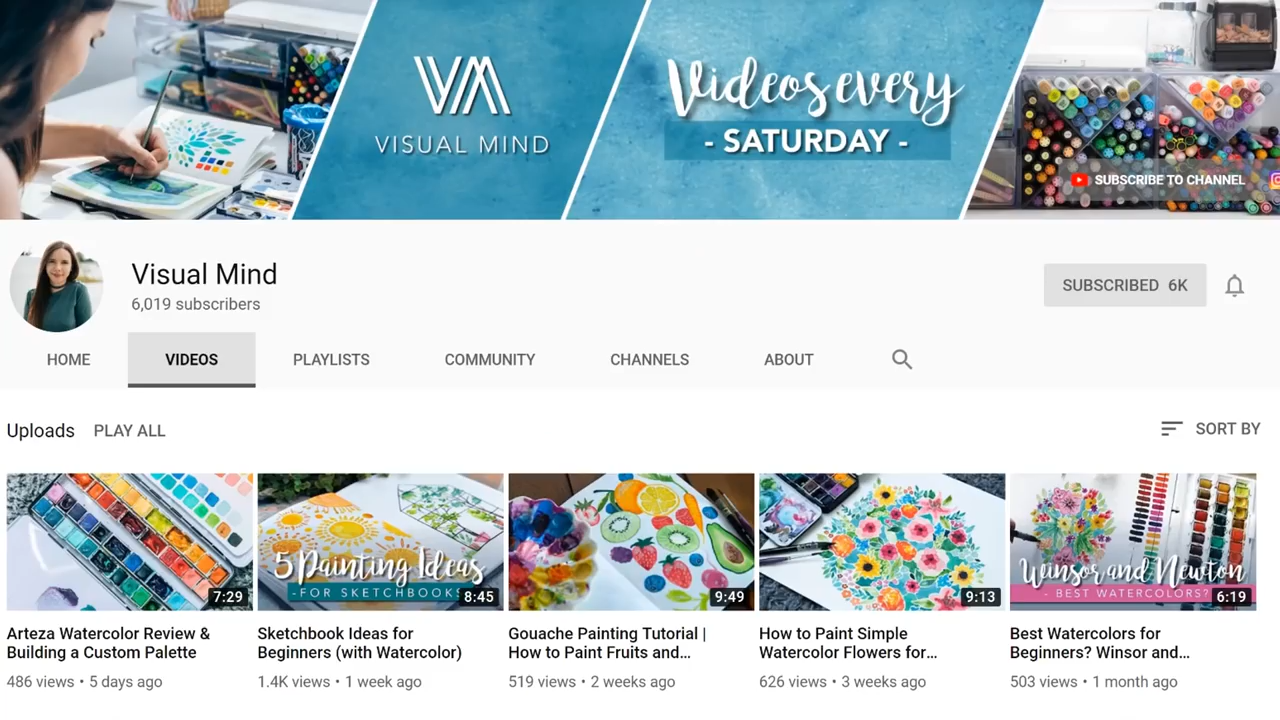 VM
VISUAL MIND
Videos every
- SATURDAY -
SUBSCRIBE TO CHANNEL
Visual Mind
6,019 subscribers
SUBSCRIBED 6K
HOME VIDEOS PLAYLISTS COMMUNITY CHANNELS ABOUT
Uploads PLAY ALL
SORT BY
7:29
5 Painting Ideas
-FOR SKETCHBOOKS
8:45
9:49
9:13
Winsor and Newton
- BEST WATERCOLORS?
6:19
Arteza Watercolor Review &
Building a Custom Palette
486 views • 5 days ago
Sketchbook Ideas for
Beginners (with Watercolor)
1.4K views • 1 week ago
Gouache Painting Tutorial |
How to Paint Fruits and...
519 views • 2 weeks ago
How to Paint Simple
Watercolor Flowers for...
626 views • 3 weeks ago
Best Watercolors for
Beginners? Winsor and...
503 views • 1 month ago